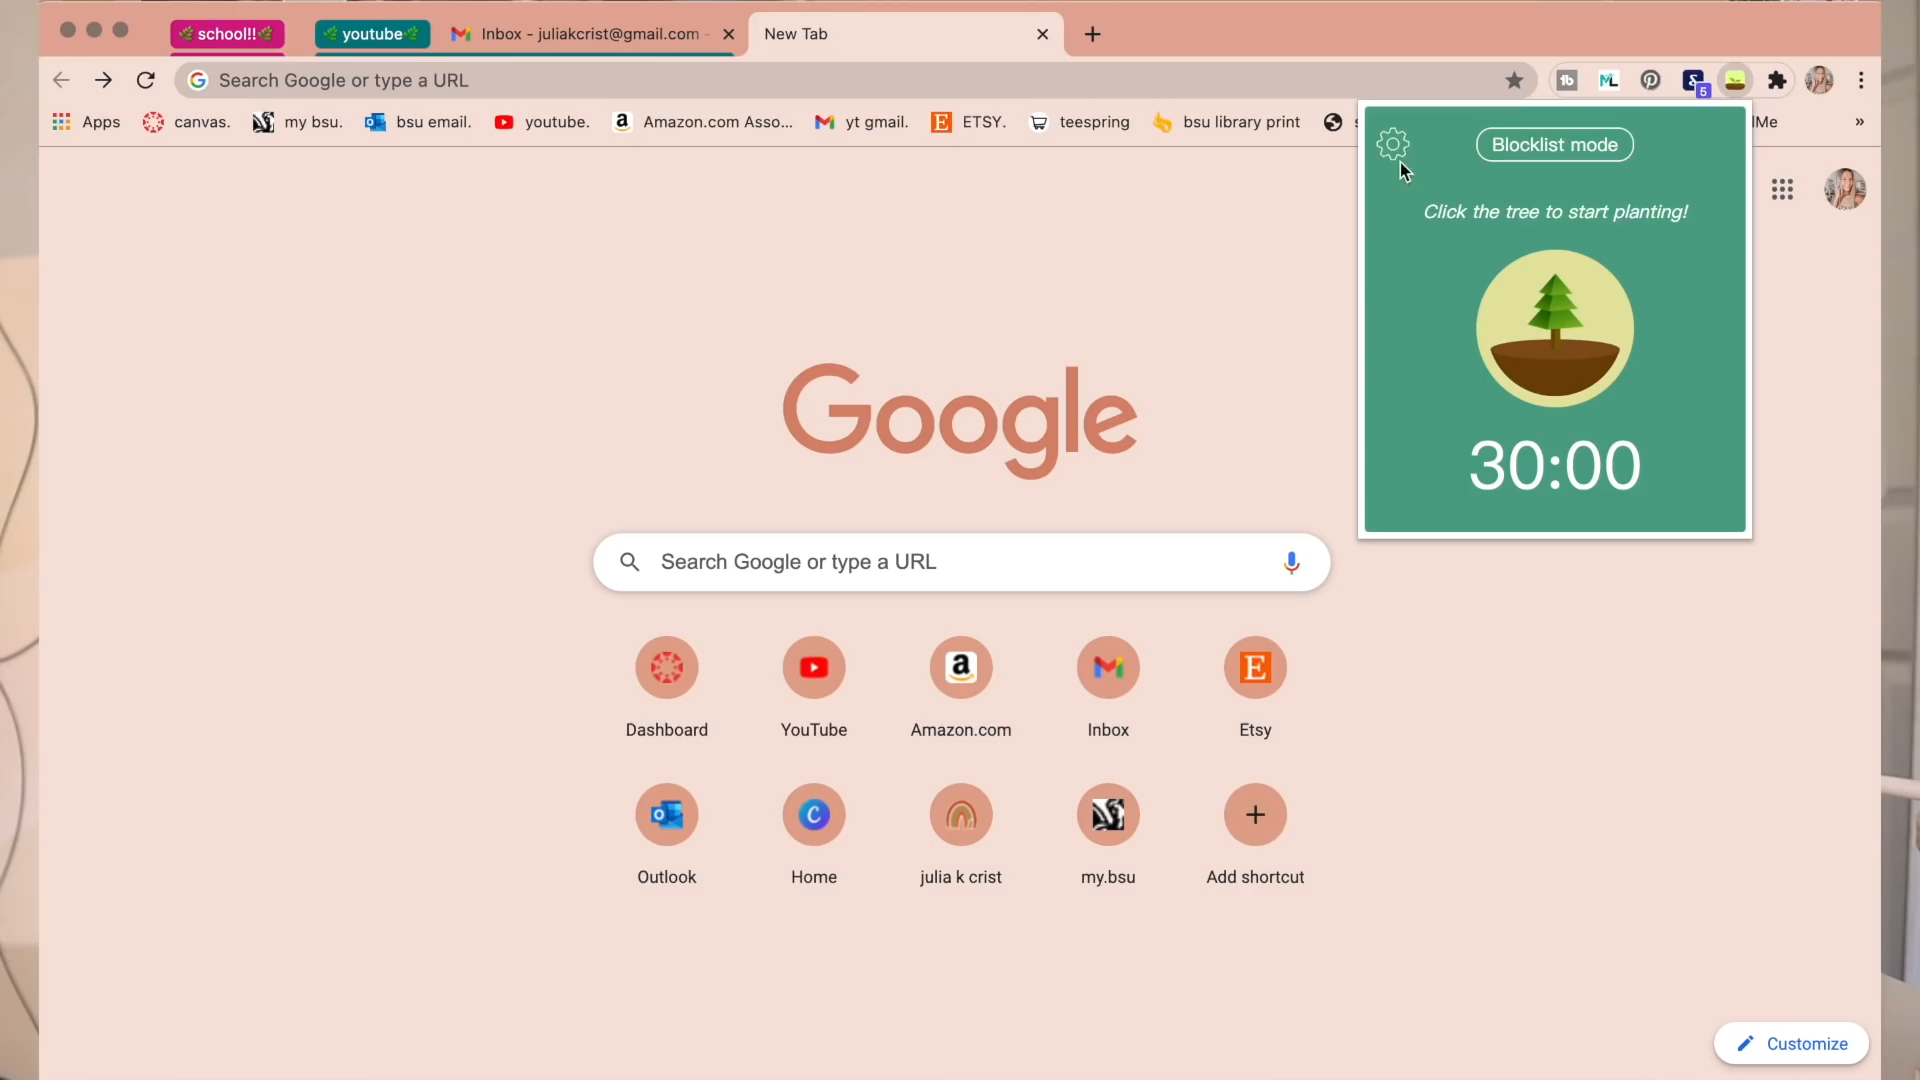 school!!
youtube
Inbox - juliakcrist@gmail.com -
New Tab
Search Google or type a URL
5
Apps
canvas.
my bsu.
bsu email.
youtube.
Amazon.com Asso...
yt gmail.
ETSY.
teespring
bsu library print
»
Blocklist mode
Click the tree to start planting!
30:00
Google
Search Google or type a URL
Dashboard
YouTube
Amazon.com
Inbox
Etsy
Outlook
Home
julia k crist
my.bsu
Add shortcut
Customize